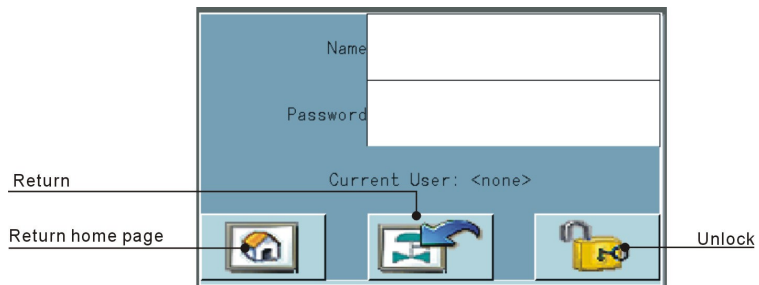 Name
Password
Current User: <none>
Return
Return home page
Unlock